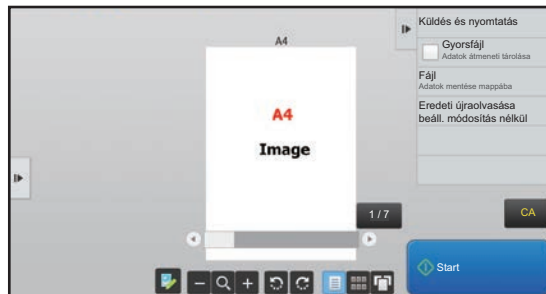 A4
A4
Image
1 / 7
Küldés és nyomtatás
Gyorsfájl
Adatok átmeneti tárolása
Fájl
Adatok mentése mappába
Eredeti újraolvasása
beáll. módosítás nélkül
CA
Start